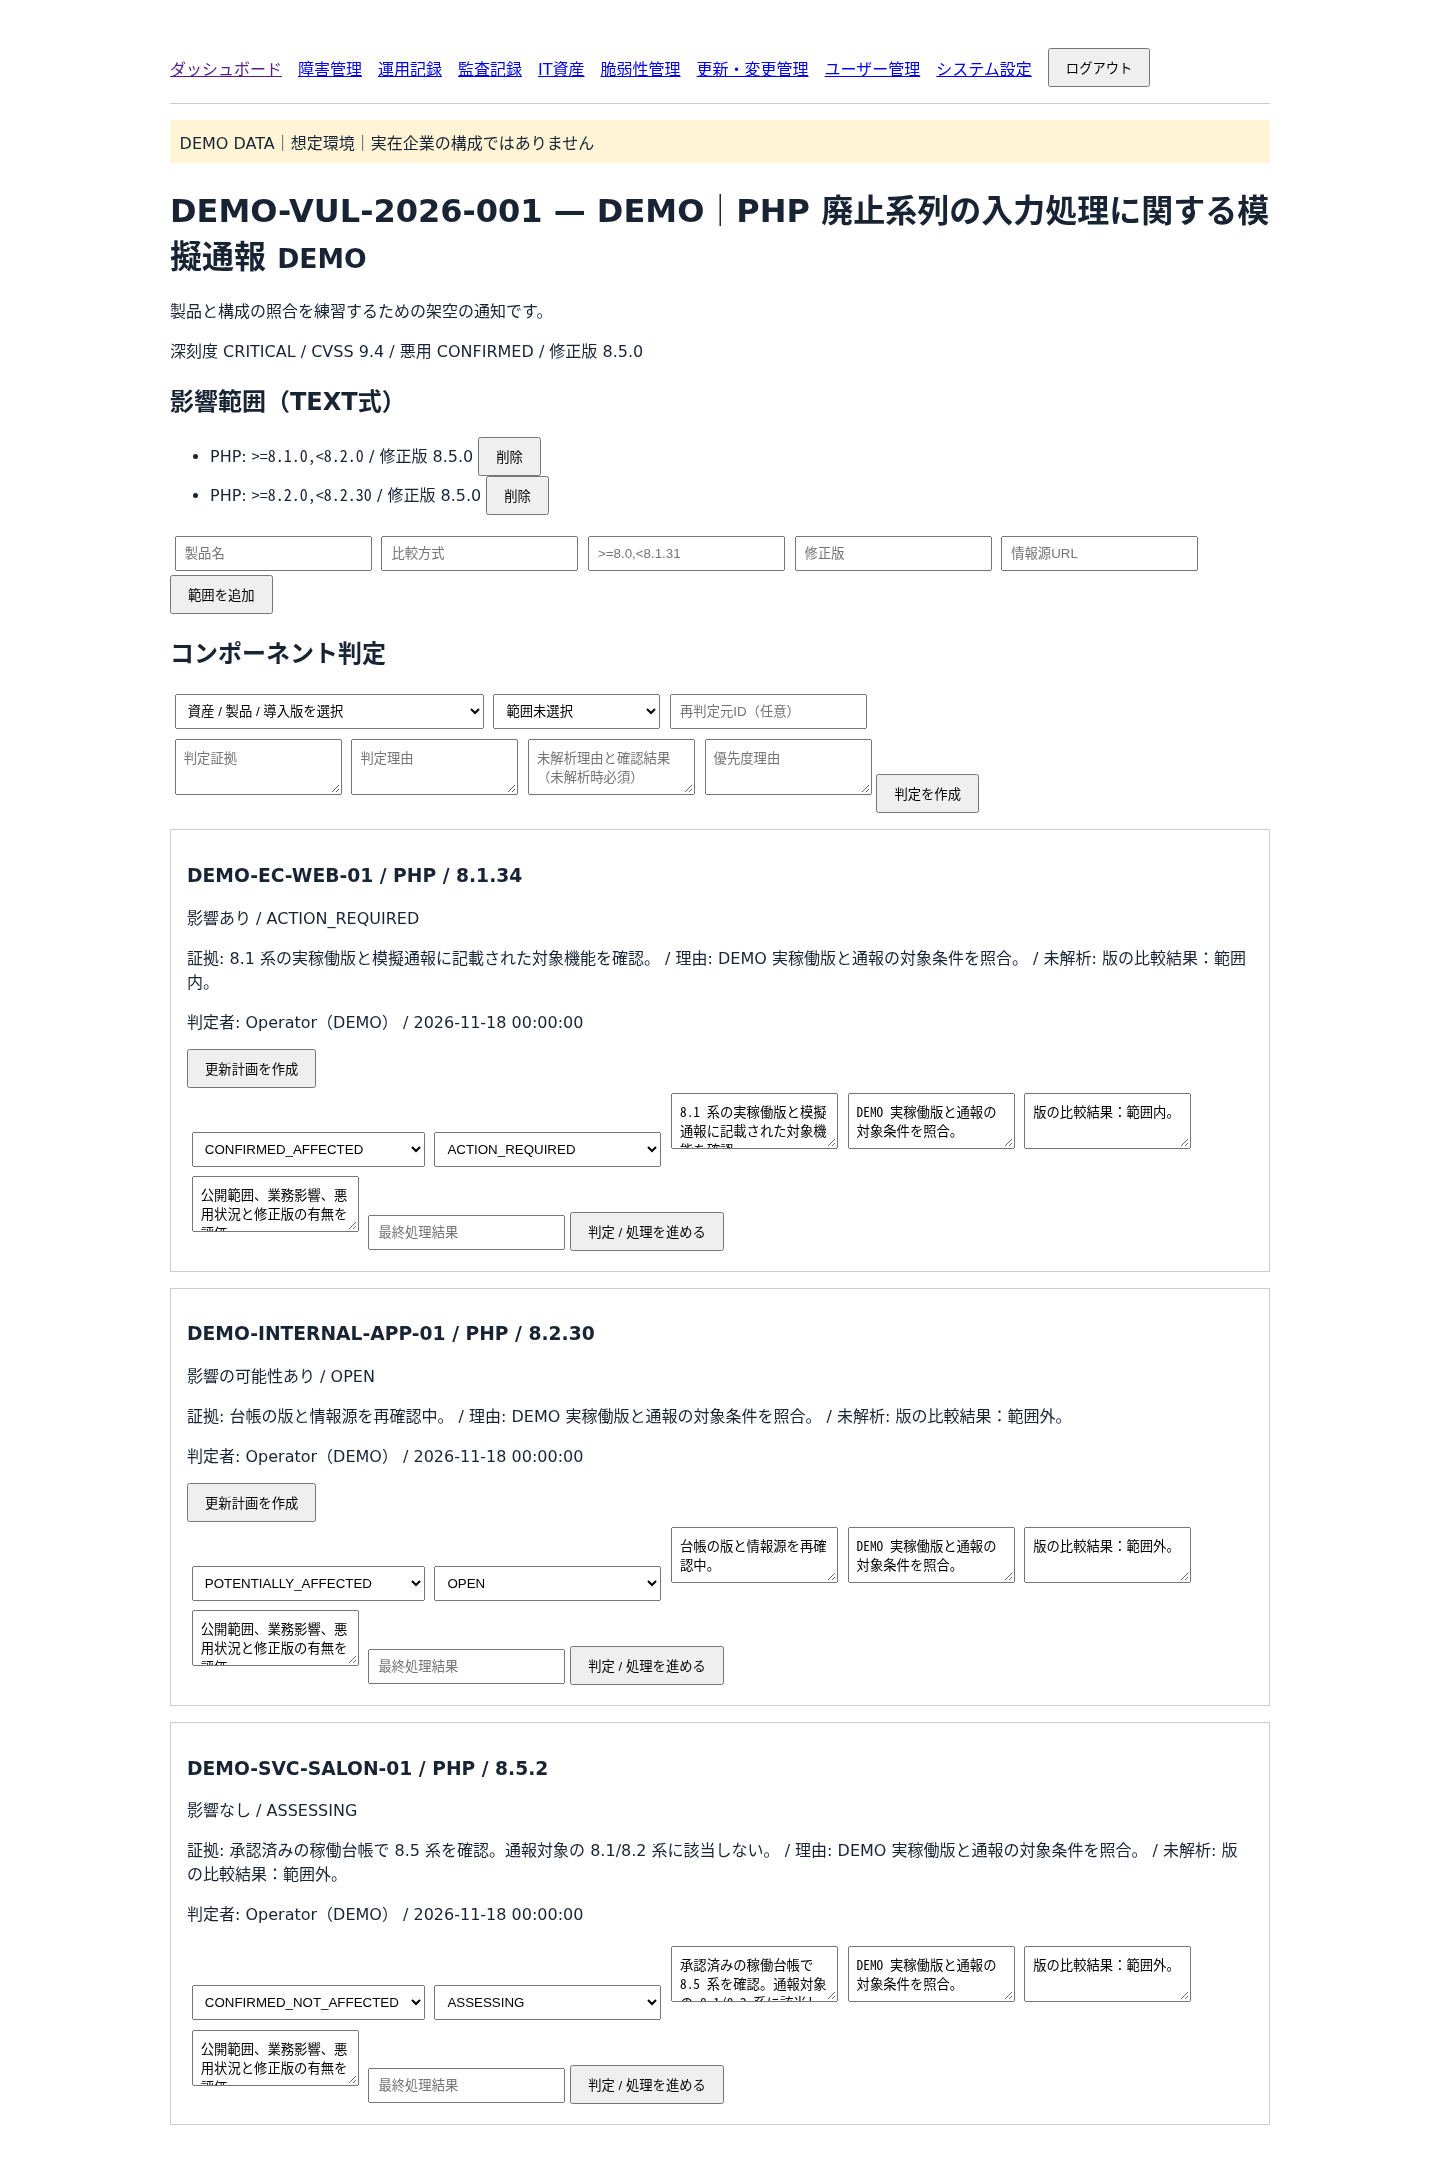 ダッシュボード 障害管理 運用記録 監査記録 IT資産 脆弱性管理 更新・変更管理 ユーザー管理 システム設定 ログアウト
DEMO DATA｜想定環境｜実在企業の構成ではありません
DEMO-VUL-2026-001 — DEMO｜PHP 廃止系列の入力処理に関する模
擬通報 DEMO
製品と構成の照合を練習するための架空の通知です。
深刻度 CRITICAL / CVSS 9.4 / 悪用 CONFIRMED / 修正版 8.5.0
影響範囲（TEXT式）
• PHP: >=8.1.0,<8.2.0 / 修正版 8.5.0 削除
• PHP: >=8.2.0,<8.2.30 / 修正版 8.5.0 削除
製品名 比較方式 >=8.0,<8.1.31 修正版 情報源URL
範囲を追加
コンポーネント判定
資産 / 製品 / 導入版を選択 範囲未選択 再判定元ID（任意）
判定証拠 判定理由 未解析理由と確認結果 優先度理由
（未解析時必須）
判定を作成
DEMO-EC-WEB-01 / PHP / 8.1.34
影響あり / ACTION_REQUIRED
証拠: 8.1 系の実稼働版と模擬通報に記載された対象機能を確認。 / 理由: DEMO 実稼働版と通報の対象条件を照合。 / 未解析: 版の比較結果：範囲
内。
判定者: Operator（DEMO） / 2026-11-18 00:00:00
更新計画を作成
8.1 系の実稼働版と模擬 DEMO 実稼働版と通報の 版の比較結果：範囲内。
通報に記載された対象機 対象条件を照合。
能を確認
CONFIRMED_AFFECTED ACTION_REQUIRED
公開範囲、業務影響、悪
用状況と修正版の有無を
評価
最終処理結果 判定 / 処理を進める
DEMO-INTERNAL-APP-01 / PHP / 8.2.30
影響の可能性あり / OPEN
証拠: 台帳の版と情報源を再確認中。 / 理由: DEMO 実稼働版と通報の対象条件を照合。 / 未解析: 版の比較結果：範囲外。
判定者: Operator（DEMO） / 2026-11-18 00:00:00
更新計画を作成
台帳の版と情報源を再確 DEMO 実稼働版と通報の 版の比較結果：範囲外。
認中。 対象条件を照合。
POTENTIALLY_AFFECTED OPEN
公開範囲、業務影響、悪
用状況と修正版の有無を
評価
最終処理結果 判定 / 処理を進める
DEMO-SVC-SALON-01 / PHP / 8.5.2
影響なし / ASSESSING
証拠: 承認済みの稼働台帳で 8.5 系を確認。通報対象の 8.1/8.2 系に該当しない。 / 理由: DEMO 実稼働版と通報の対象条件を照合。 / 未解析: 版
の比較結果：範囲外。
判定者: Operator（DEMO） / 2026-11-18 00:00:00
承認済みの稼働台帳で DEMO 実稼働版と通報の 版の比較結果：範囲外。
8.5 系を確認。通報対象 対象条件を照合。
の 8.1/8.2 系に該当し
CONFIRMED_NOT_AFFECTED ASSESSING
公開範囲、業務影響、悪
用状況と修正版の有無を
評価
最終処理結果 判定 / 処理を進める